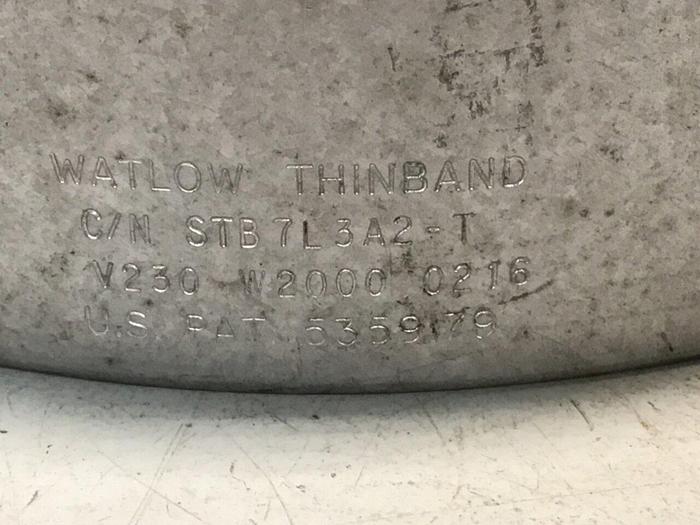 WATLOW THINBAND
C/N STB7L3A2-T
V230 W2000 0216
U.S PAT 5359179